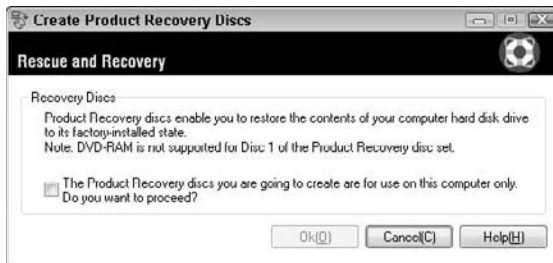 Create Product Recovery Discs
Rescue and Recovery
Recovery Discs
Product Recovery discs enable you to restore the contents of your computer hard disk drive
to its factory-installed state.
Note: DVD-RAM is not supported for Disc 1 of the Product Recovery disc set.
The Product Recovery discs you are going to create are for use on this computer only.
Do you want to proceed?
Ok(O) Cancel(C) Help(H)